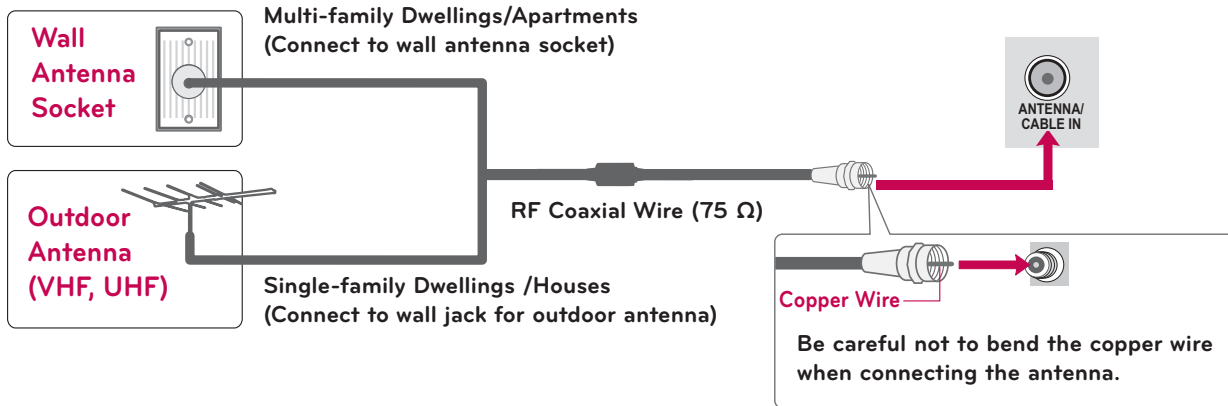 Wall
Antenna
Socket
Multi-family Dwellings/Apartments
(Connect to wall antenna socket)
ANTENNA/
CABLE IN
Outdoor
Antenna
(VHF, UHF)
RF Coaxial Wire (75 Ω)
Single-family Dwellings /Houses
(Connect to wall jack for outdoor antenna)
Copper Wire
Be careful not to bend the copper wire
when connecting the antenna.